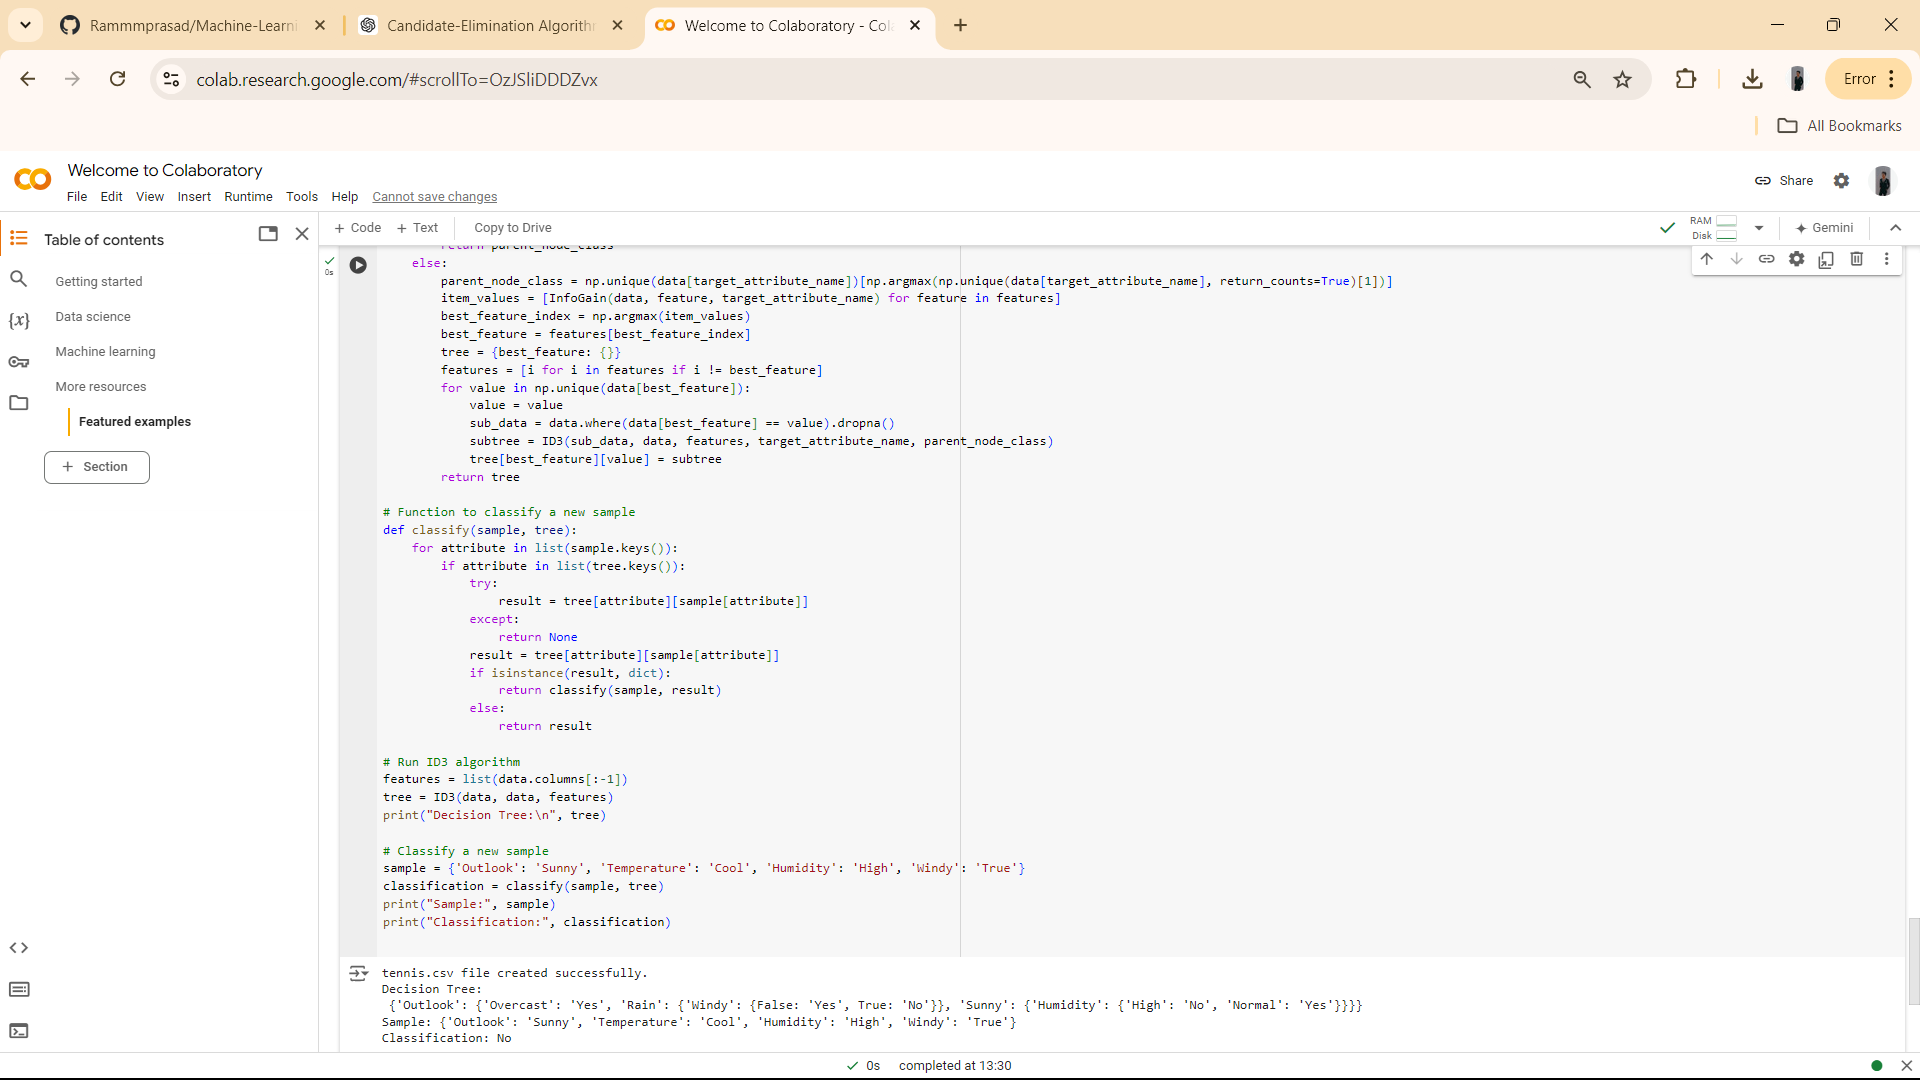 Rammmprasad/Machine-Learni
Candidate-Elimination Algorith
Welcome to Colaboratory - Col
colab.research.google.com/#scrollTo=OzJSliDDDZvx
Error
All Bookmarks
Welcome to Colaboratory
File Edit View Insert Runtime Tools Help Cannot save changes
Share
Table of contents
Getting started
Data science
Machine learning
More resources
Featured examples
+ Section
{x}
+ Code + Text Copy to Drive
RAM
Disk
Gemini
0s
return parent_node_class
else:
parent_node_class = np.unique(data[target_attribute_name])[np.argmax(np.unique(data[target_attribute_name], return_counts=True)[1])]
item_values = [InfoGain(data, feature, target_attribute_name) for feature in features]
best_feature_index = np.argmax(item_values)
best_feature = features[best_feature_index]
tree = {best_feature: {}}
features = [i for i in features if i != best_feature]
for value in np.unique(data[best_feature]):
value = value
sub_data = data.where(data[best_feature] == value).dropna()
subtree = ID3(sub_data, data, features, target_attribute_name, parent_node_class)
tree[best_feature][value] = subtree
return tree
# Function to classify a new sample
def classify(sample, tree):
for attribute in list(sample.keys()):
if attribute in list(tree.keys()):
try:
result = tree[attribute][sample[attribute]]
except:
return None
result = tree[attribute][sample[attribute]]
if isinstance(result, dict):
return classify(sample, result)
else:
return result
# Run ID3 algorithm
features = list(data.columns[:-1])
tree = ID3(data, data, features)
print("Decision Tree:\n", tree)
# Classify a new sample
sample = {'Outlook': 'Sunny', 'Temperature': 'Cool', 'Humidity': 'High', 'Windy': 'True'}
classification = classify(sample, tree)
print("Sample:", sample)
print("Classification:", classification)
tennis.csv file created successfully.
Decision Tree:
{'Outlook': {'Overcast': 'Yes', 'Rain': {'Windy': {False: 'Yes', True: 'No'}}, 'Sunny': {'Humidity': {'High': 'No', 'Normal': 'Yes'}}}}
Sample: {'Outlook': 'Sunny', 'Temperature': 'Cool', 'Humidity': 'High', 'Windy': 'True'}
Classification: No
0s completed at 13:30